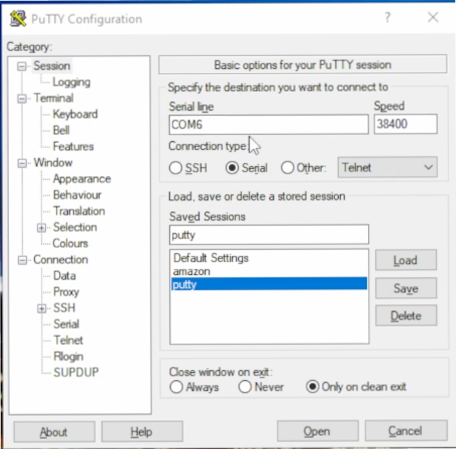 PuTTY Configuration
Category:
Session
Logging
Terminal
Keyboard
Bell
Features
Window
Appearance
Behaviour
Translation
Selection
Colours
Connection
Data
Proxy
SSH
Serial
Telnet
Rlogin
SUPDUP
Basic options for your PuTTY session
Specify the destination you want to connect to
Serial line Speed
COM6 38400
Connection type:
SSH Serial Other: Telnet
Load, save or delete a stored session
Saved Sessions
putty
Default Settings
amazon
putty
Load
Save
Delete
Close window on exit:
Always Never Only on clean exit
About Help Open Cancel